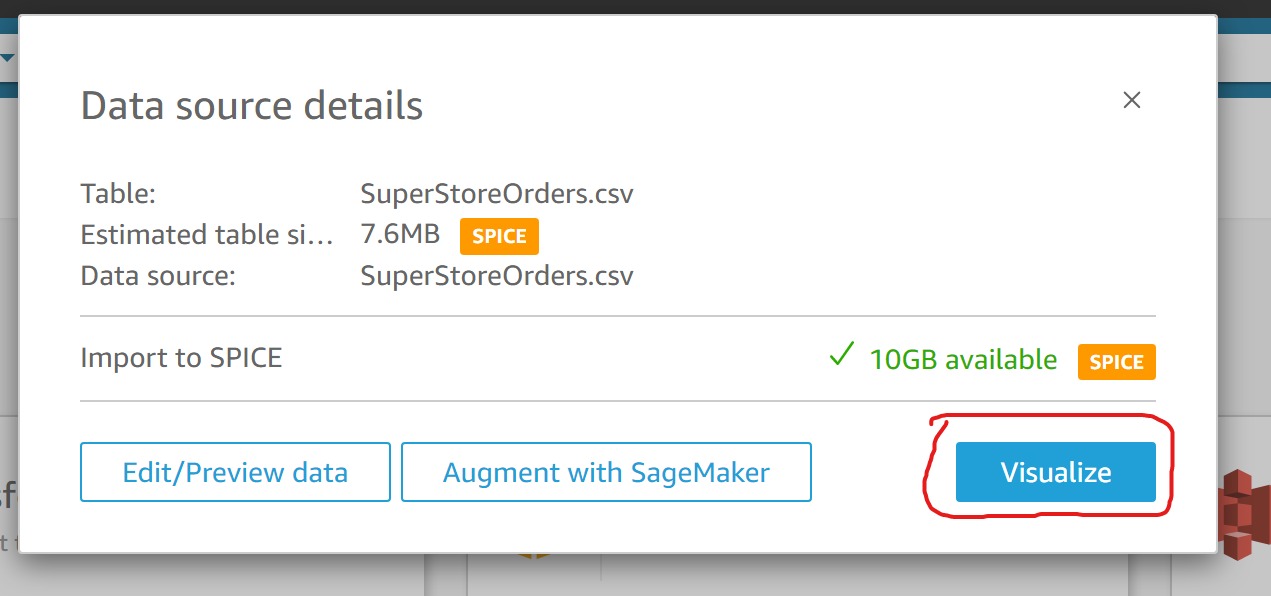 Data source details
Table: SuperStoreOrders.csv
Estimated table si... 7.6MB SPICE
Data source: SuperStoreOrders.csv
Import to SPICE 10GB available SPICE
Edit/Preview data Augment with SageMaker Visualize